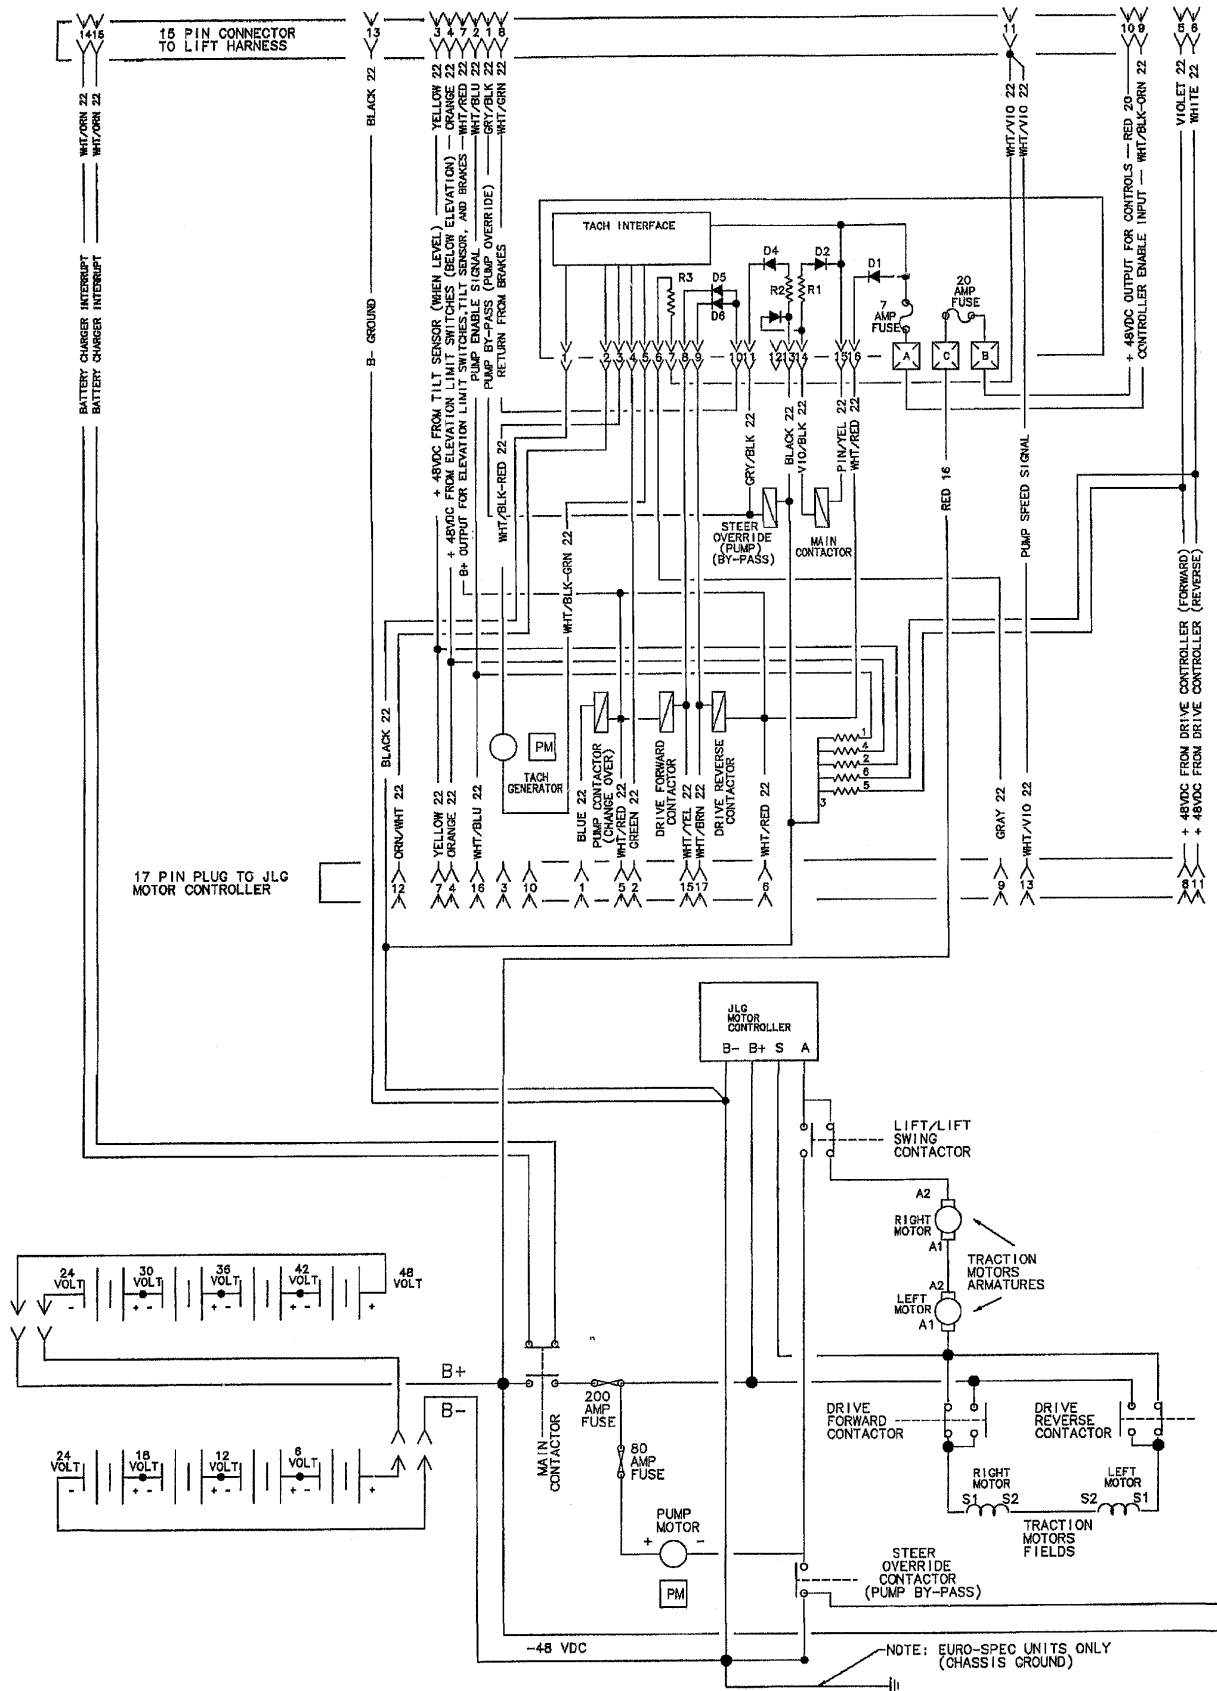 14 15
15 PIN CONNECTOR
TO LIFT HARNESS
13
3 4 7 2 1 8
11
10 9
5 6
WHT/ORN 22
WHT/ORN 22
BATTERY CHARGER INTERRUPT
BATTERY CHARGER INTERRUPT
BLACK 22
B- GROUND
+ 48VDC FROM TILT SENSOR (WHEN LEVEL) — YELLOW 22
+ 48VDC FROM ELEVATION LIMIT SWITCHES (BELOW ELEVATION) — ORANGE 22
B+ OUTPUT FOR ELEVATION LIMIT SWITCHES, TILT SENSOR, AND BRAKES — WHT/RED 22
PUMP ENABLE SIGNAL
WHT/BLU 22
PUMP BY-PASS (PUMP OVERRIDE)
GRY/BLK 22
RETURN FROM BRAKES
WHT/GRN 22
WHT/VIO 22
WHT/VIO 22
+ 48VDC OUTPUT FOR CONTROLS — RED 20
CONTROLLER ENABLE INPUT — WHT/BLK-ORN 22
VIOLET 22
WHITE 22
TACH INTERFACE
D4
D2
D1
R3
D5
D6
R2
R1
7
AMP
FUSE
20
AMP
FUSE
A
C
B
1 2 3 4 5 6 7 8 9 10 11 12 13 14 15 16
WHT/BLK-RED 22
WHT/BLK-GRN 22
GRY/BLK 22
BLACK 22
VIO/BLK 22
PIN/YEL 22
WHT/RED 22
RED 16
PUMP SPEED SIGNAL
STEER
OVERRIDE
(PUMP)
(BY-PASS)
MAIN
CONTACTOR
+ 48VDC FROM DRIVE CONTROLLER (FORWARD)
+ 48VDC FROM DRIVE CONTROLLER (REVERSE)
BLACK 22
ORN/WHT 22
YELLOW 22
ORANGE 22
WHT/BLU 22
PM
TACH
GENERATOR
BLUE 22
PUMP CONTACTOR
(CHANGE OVER)
WHT/RED 22
GREEN 22
DRIVE FORWARD
CONTACTOR
WHT/YEL 22
WHT/BRN 22
DRIVE REVERSE
CONTACTOR
WHT/RED 22
1
4
2
6
5
3
GRAY 22
WHT/VIO 22
17 PIN PLUG TO JLG
MOTOR CONTROLLER
12 7 4 16 3 10 1 5 2 15 17 6 9 13 8 11
JLG
MOTOR
CONTROLLER
B- B+ S A
LIFT/LIFT
SWING
CONTACTOR
A2
RIGHT
MOTOR
A1
TRACTION
MOTORS
ARMATURES
A2
LEFT
MOTOR
A1
24
VOLT
30
VOLT
36
VOLT
42
VOLT
48
VOLT
- + - + - + - +
B+
B-
24
VOLT
18
VOLT
12
VOLT
6
VOLT
- + - + - + - +
MAIN
CONTACTOR
200
AMP
FUSE
80
AMP
FUSE
DRIVE
FORWARD
CONTACTOR
DRIVE
REVERSE
CONTACTOR
RIGHT
MOTOR
LEFT
MOTOR
S1 S2
S2 S1
TRACTION
MOTORS
FIELDS
PUMP
MOTOR
+ -
PM
STEER
OVERRIDE
CONTACTOR
(PUMP BY-PASS)
-48 VDC
NOTE: EURO-SPEC UNITS ONLY
(CHASSIS GROUND)